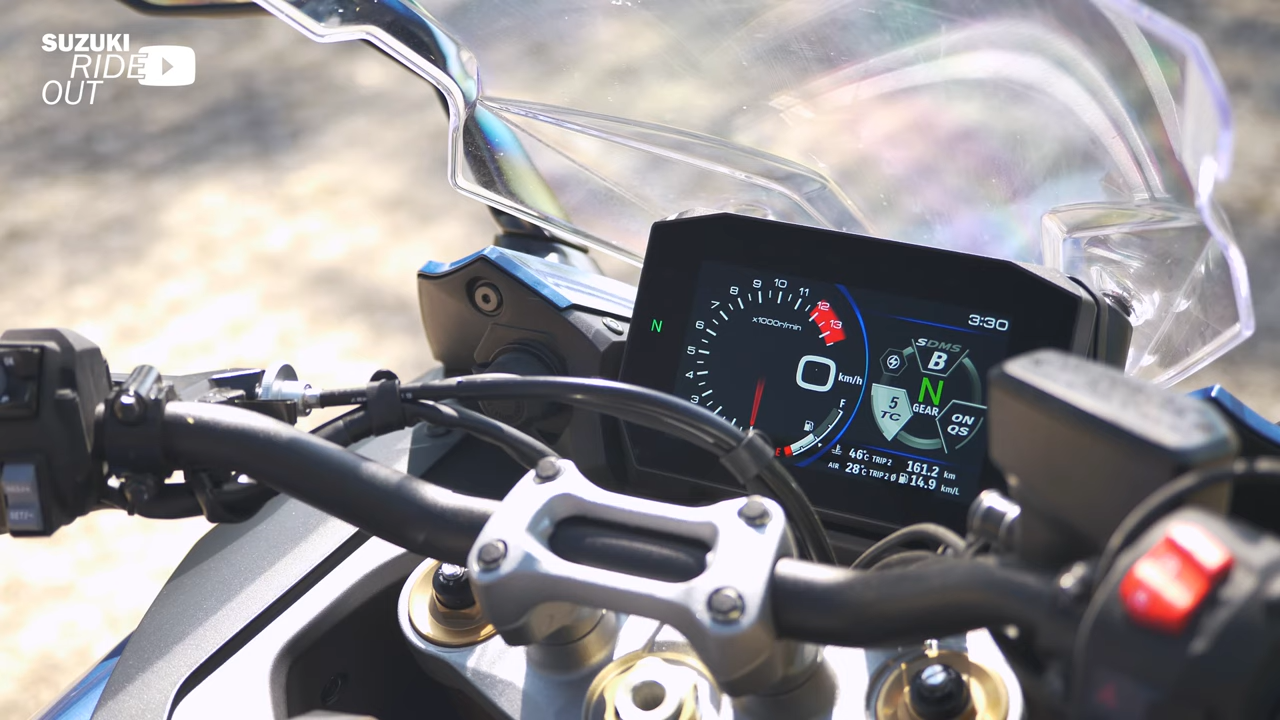 SUZUKI
RIDE
OUT
N
3 4 5 6 7 8 9 10 11 12 13
x1000r/min
0 km/h
F
E
3:30
SDMS
B
N
GEAR
5
TC
ON
QS
46℃ TRIP 2 161.2 km
AIR 28℃ TRIP 2 Ø 14.9 km/L